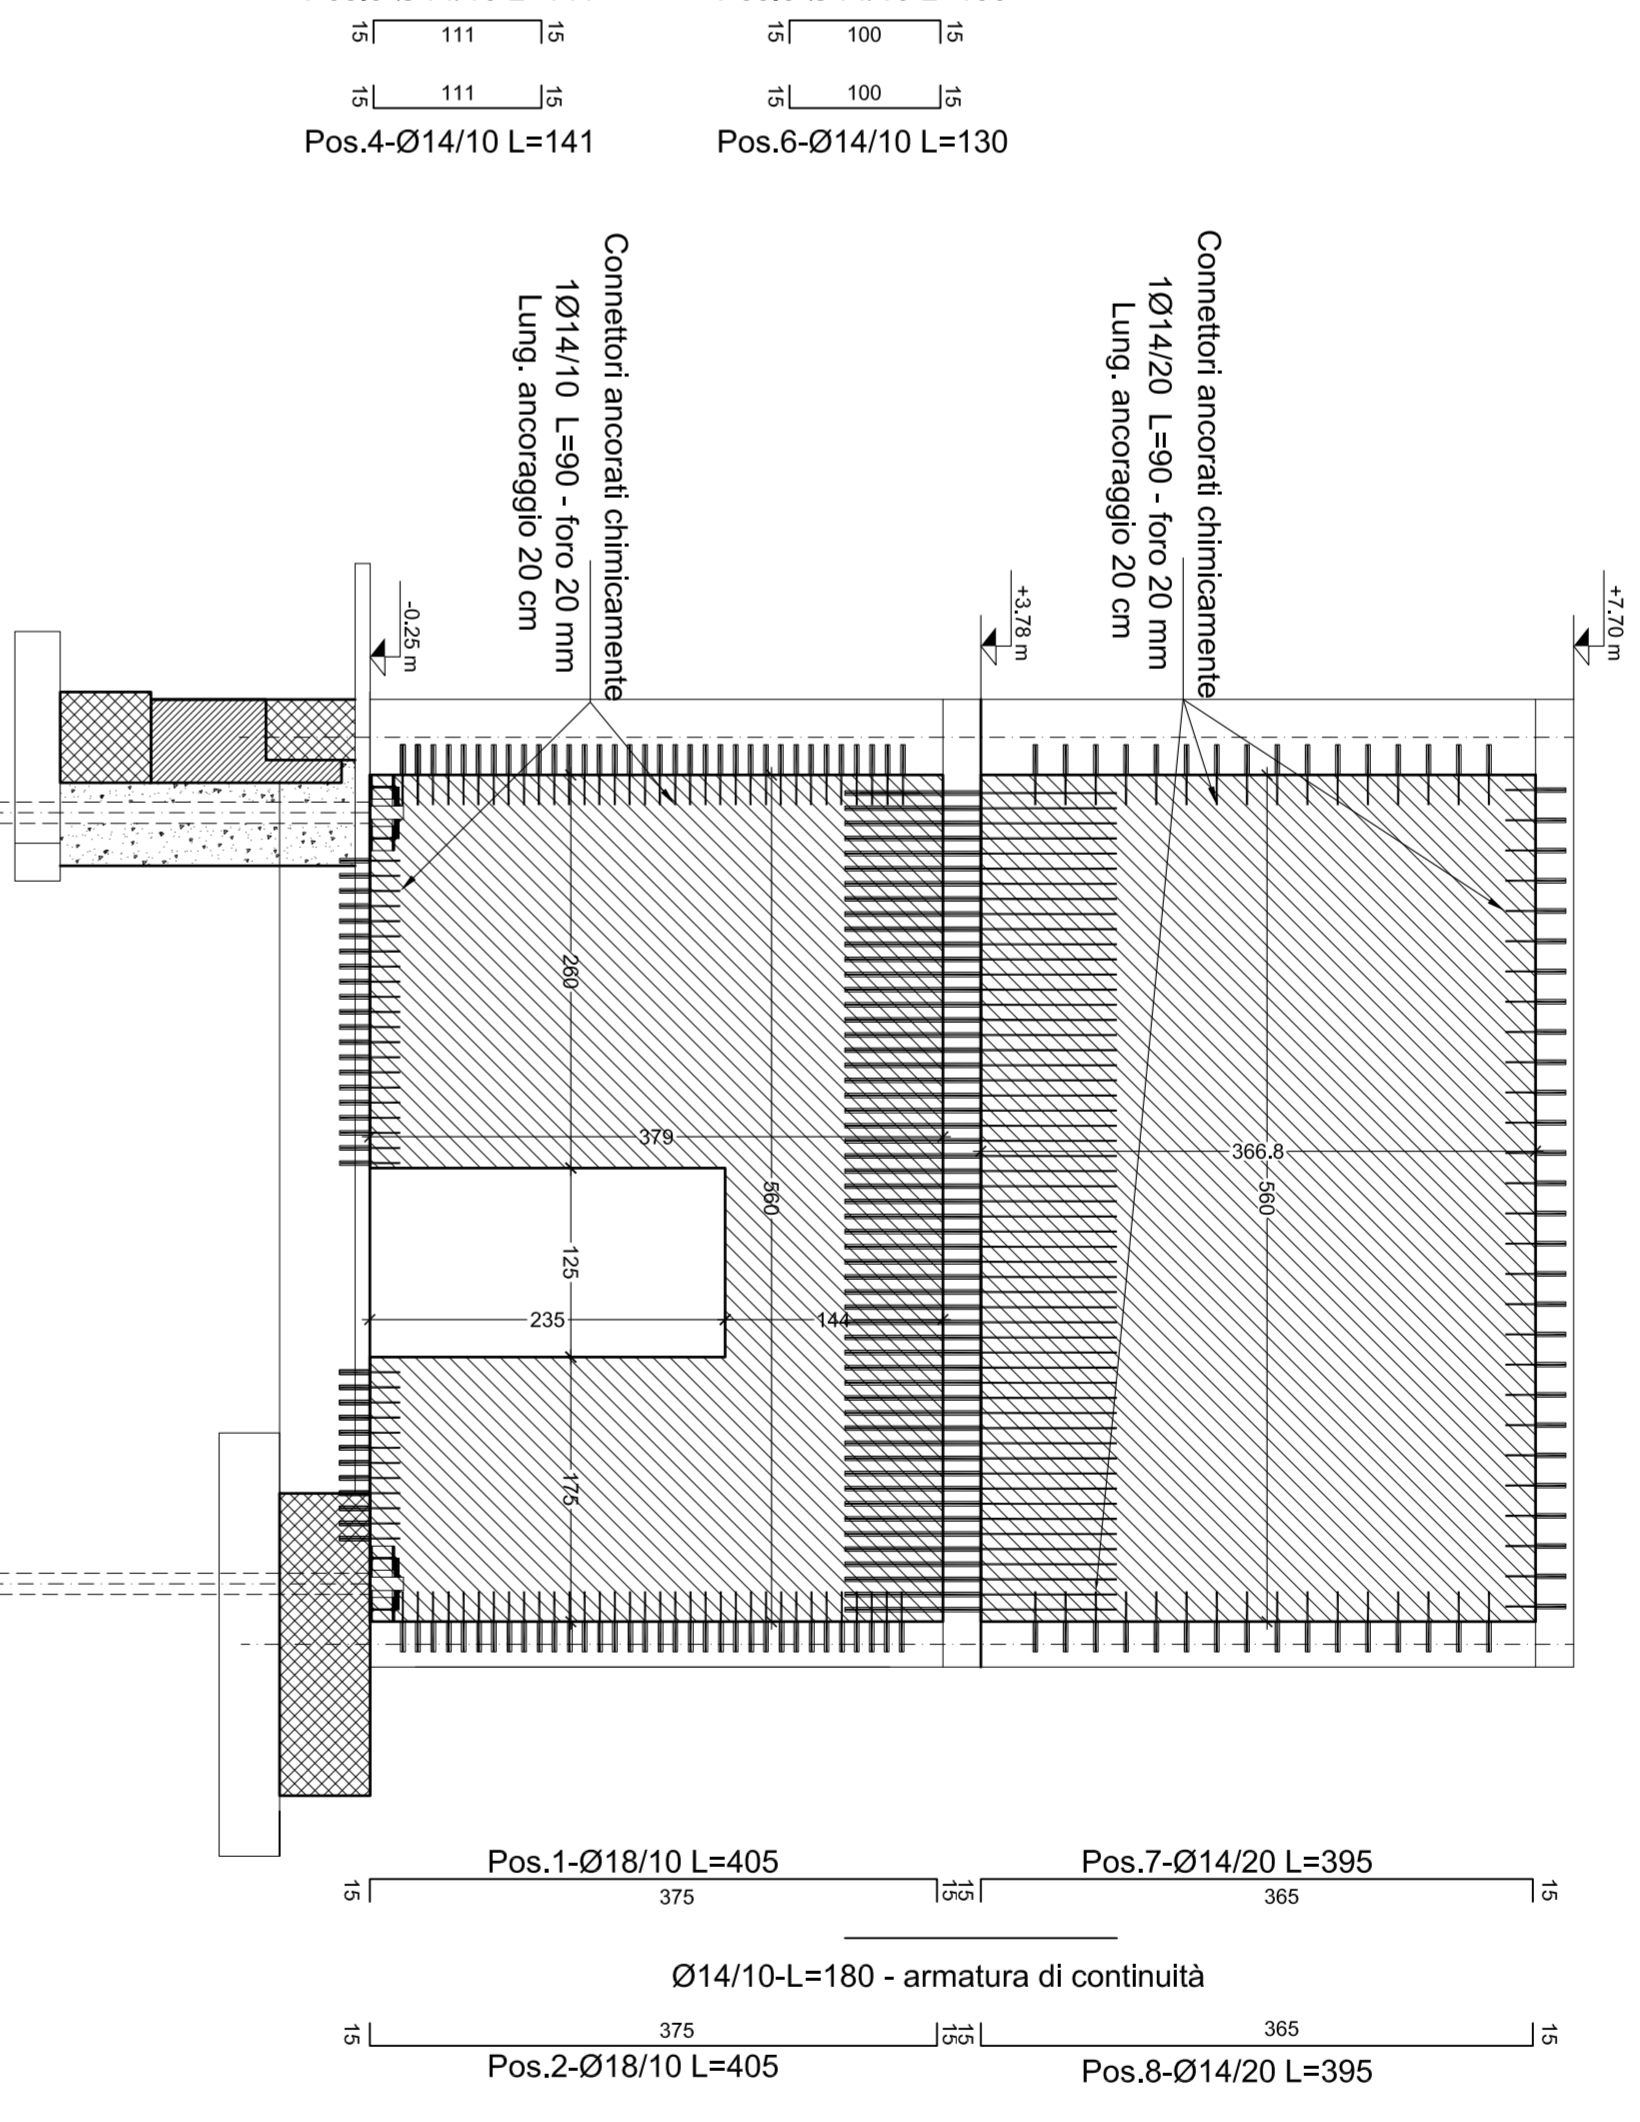 15 111 15 15 100 15
15 111 15 15 100 15
Pos.4-Ø14/10 L=141 Pos.6-Ø14/10 L=130
Connettori ancorati chimicamente
1Ø14/10 L=90 - foro 20 mm
Lung. ancoraggio 20 cm
Connettori ancorati chimicamente
1Ø14/20 L=90 - foro 20 mm
Lung. ancoraggio 20 cm
-0.25 m
+3.78 m
+7.70 m
260
379
366.8
560
560
125
235
144
175
Pos.1-Ø18/10 L=405 Pos.7-Ø14/20 L=395
15 375 15 15 365 15
Ø14/10-L=180 - armatura di continuità
15 375 15 15 365 15
Pos.2-Ø18/10 L=405 Pos.8-Ø14/20 L=395